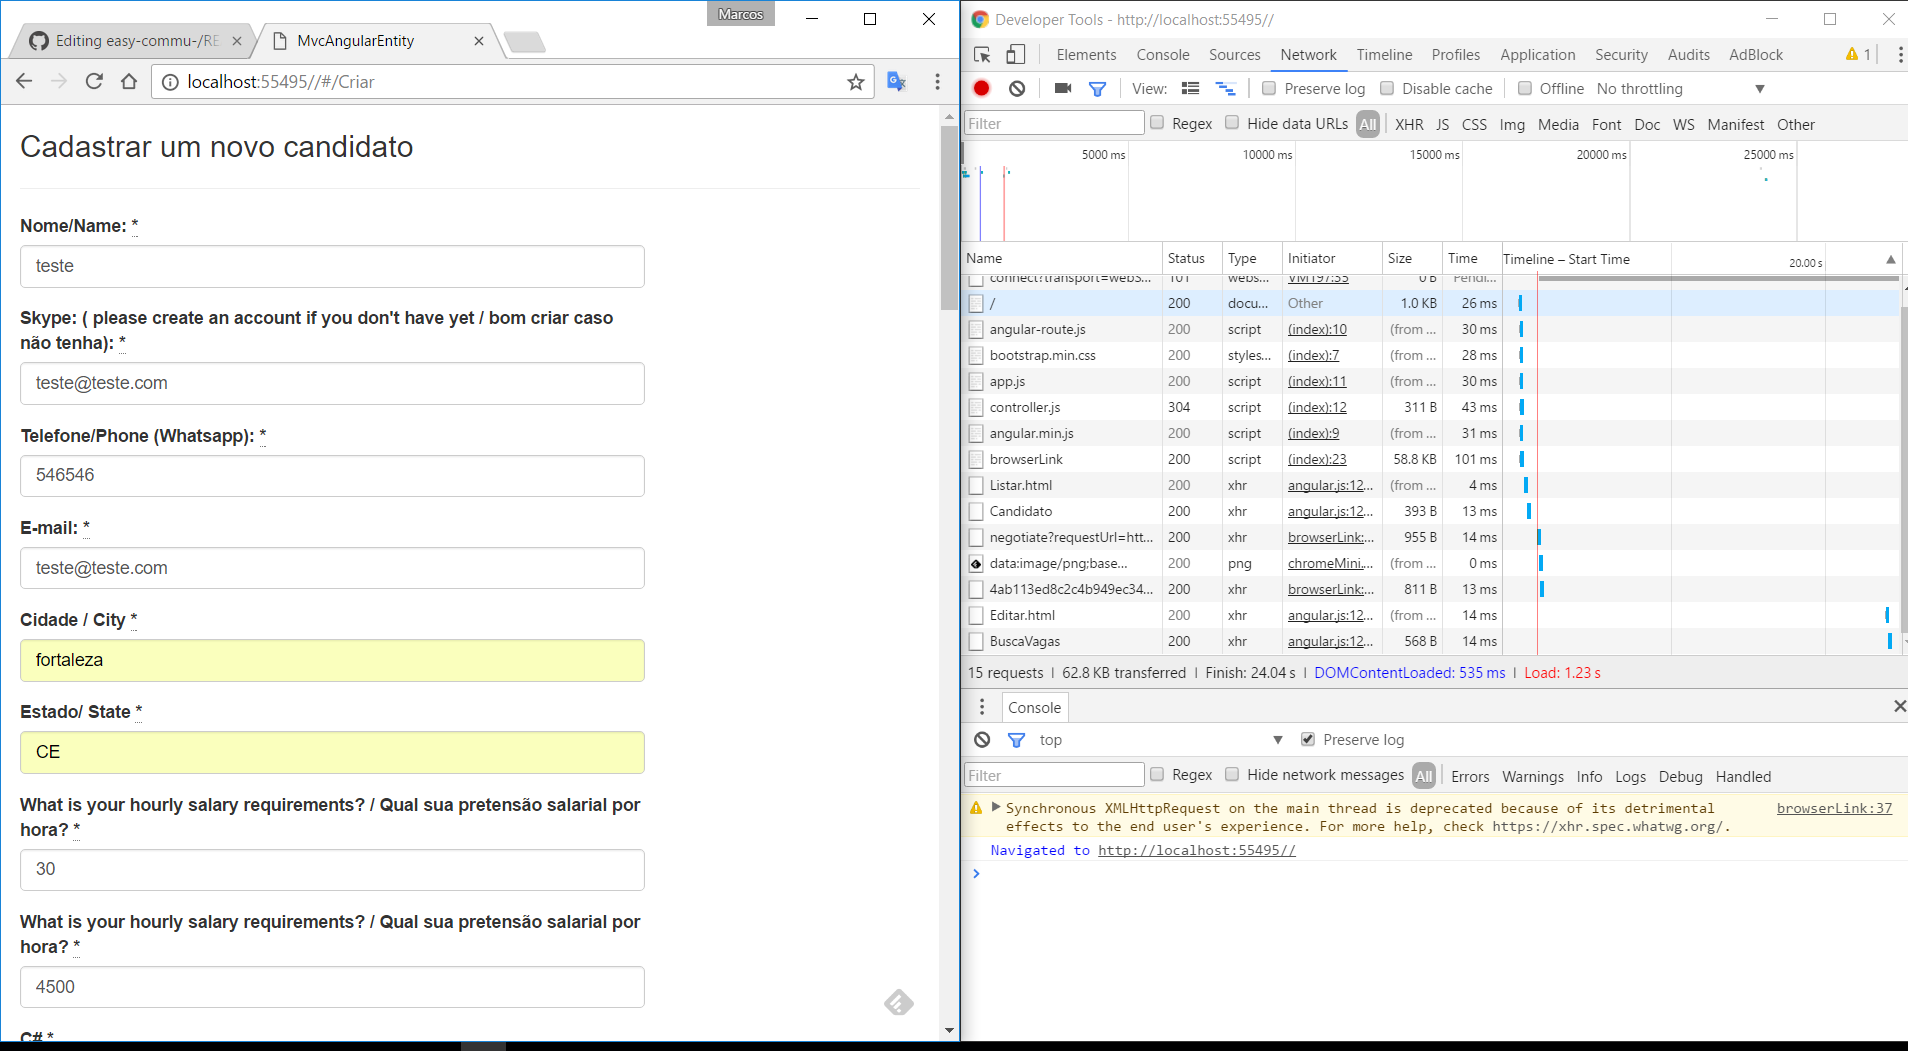 Marcos
Editing easy-commu-/RE
MvcAngularEntity
localhost:55495//#/Criar
Cadastrar um novo candidato
Nome/Name: *
teste
Skype: ( please create an account if you don't have yet / bom criar caso
não tenha): *
teste@teste.com
Telefone/Phone (Whatsapp): *
546546
E-mail: *
teste@teste.com
Cidade / City *
fortaleza
Estado/ State *
CE
What is your hourly salary requirements? / Qual sua pretensão salarial por
hora? *
30
What is your hourly salary requirements? / Qual sua pretensão salarial por
hora? *
4500
C# *
Developer Tools - http://localhost:55495//
Elements Console Sources Network Timeline Profiles Application Security Audits AdBlock 1
View: Preserve log Disable cache Offline No throttling
Filter Regex Hide data URLs All XHR JS CSS Img Media Font Doc WS Manifest Other
5000 ms 10000 ms 15000 ms 20000 ms 25000 ms
Name Status Type Initiator Size Time Timeline – Start Time 20.00 s
connect?transport=webS... 101 webs... VM197:35 0 B Pendi...
/ 200 docu... Other 1.0 KB 26 ms
angular-route.js 200 script (index):10 (from ... 30 ms
bootstrap.min.css 200 styles... (index):7 (from ... 28 ms
app.js 200 script (index):11 (from ... 30 ms
controller.js 304 script (index):12 311 B 43 ms
angular.min.js 200 script (index):9 (from ... 31 ms
browserLink 200 script (index):23 58.8 KB 101 ms
Listar.html 200 xhr angular.js:12... (from ... 4 ms
Candidato 200 xhr angular.js:12... 393 B 13 ms
negotiate?requestUrl=htt... 200 xhr browserLink:... 955 B 14 ms
data:image/png;base... 200 png chromeMini... (from ... 0 ms
4ab113ed8c2c4b949ec34... 200 xhr browserLink:... 811 B 13 ms
Editar.html 200 xhr angular.js:12... (from ... 14 ms
BuscaVagas 200 xhr angular.js:12... 568 B 14 ms
15 requests | 62.8 KB transferred | Finish: 24.04 s | DOMContentLoaded: 535 ms | Load: 1.23 s
Console
top Preserve log
Filter Regex Hide network messages All Errors Warnings Info Logs Debug Handled
Synchronous XMLHttpRequest on the main thread is deprecated because of its detrimental browserLink:37
effects to the end user's experience. For more help, check https://xhr.spec.whatwg.org/.
Navigated to http://localhost:55495//